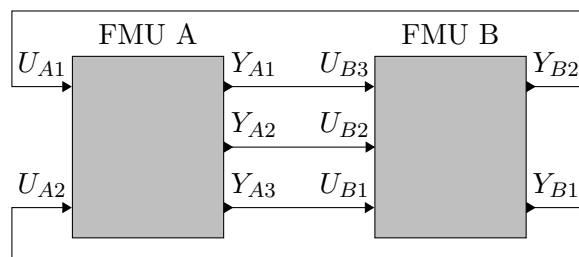 FMU A FMU B
U_{A1} Y_{A1} U_{B3} Y_{B2}
Y_{A2} U_{B2}
U_{A2} Y_{A3} U_{B1} Y_{B1}